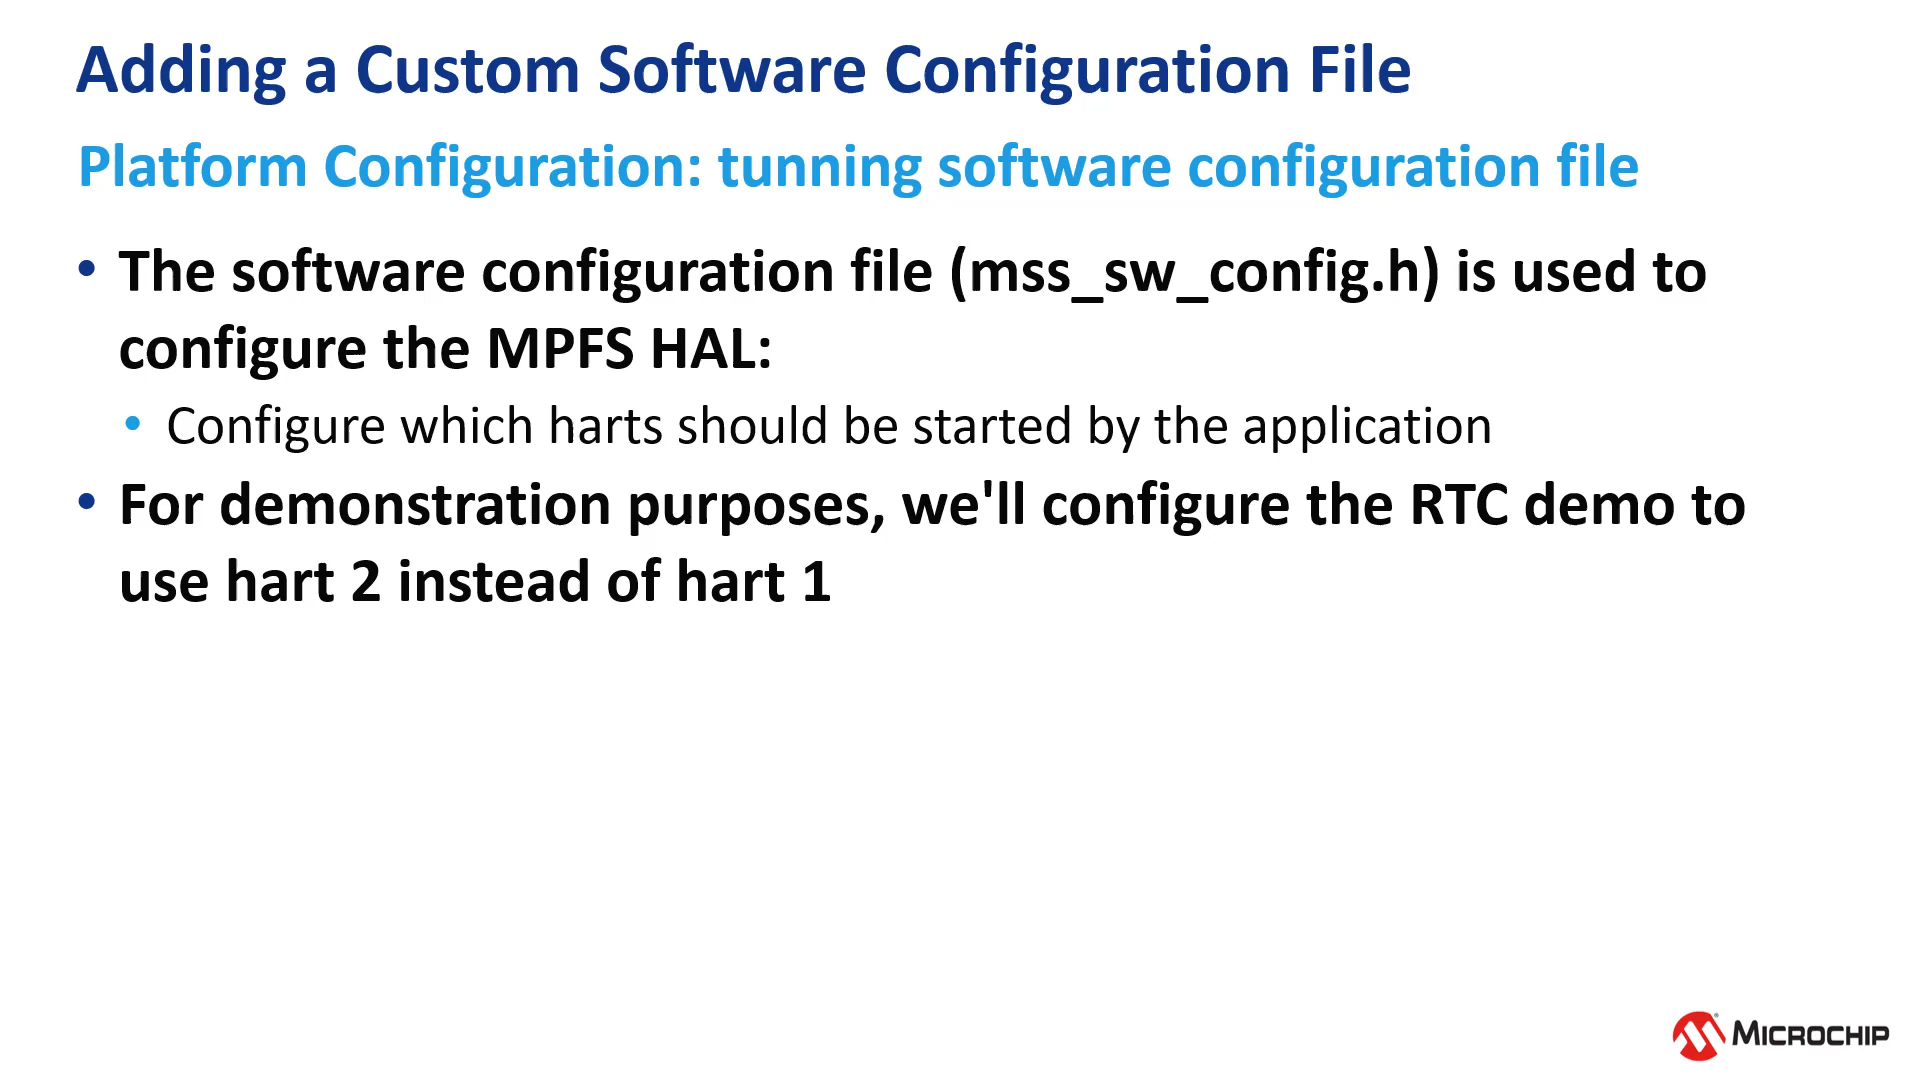 Adding a Custom Software Configuration File
Platform Configuration: tunning software configuration file
• The software configuration file (mss_sw_config.h) is used to
configure the MPFS HAL:
• Configure which harts should be started by the application
• For demonstration purposes, we'll configure the RTC demo to
use hart 2 instead of hart 1
MICROCHIP